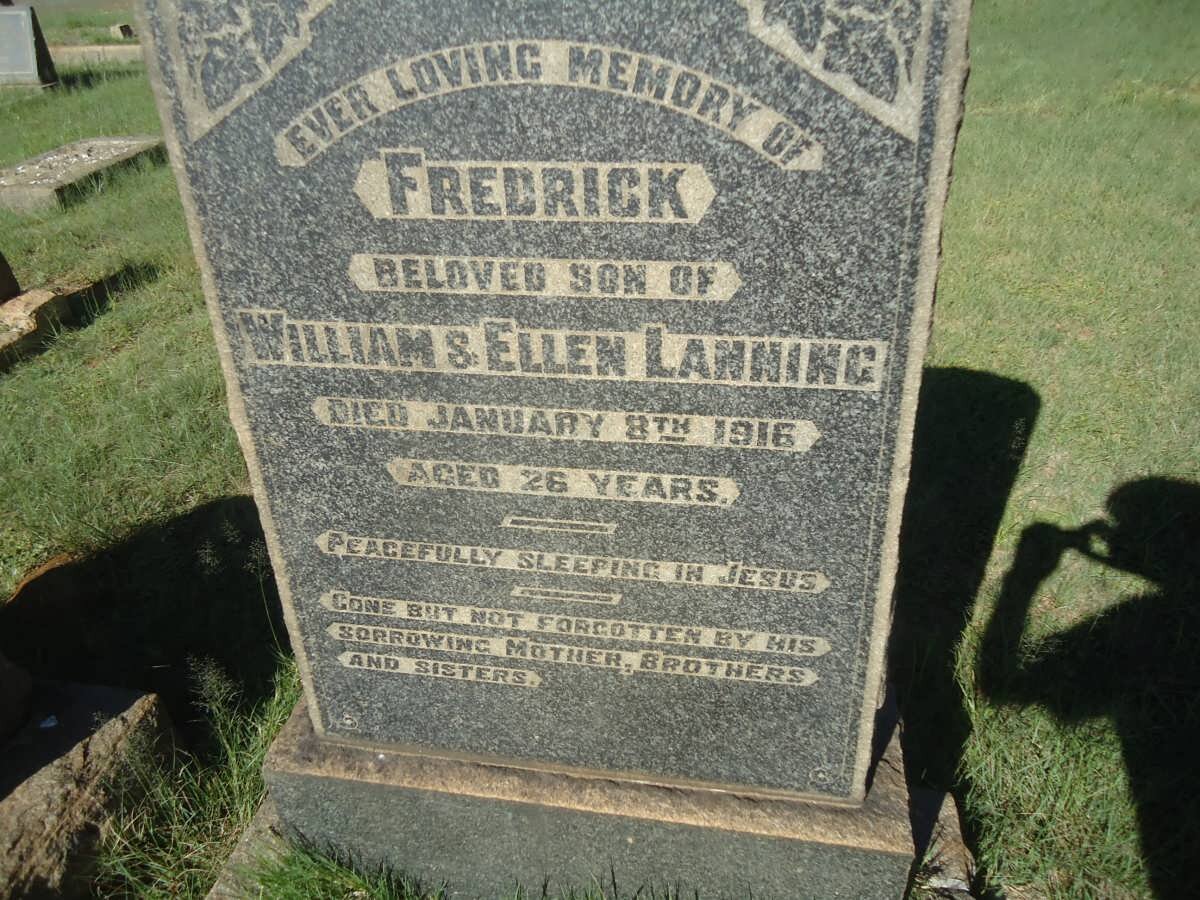 EVER LOVING MEMORY OF
FREDRICK
BELOVED SON OF
WILLIAM & ELLEN LANNING
DIED JANUARY 8TH 1916
AGED 26 YEARS.
PEACEFULLY SLEEPING IN JESUS
GONE BUT NOT FORGOTTEN BY HIS
SORROWING MOTHER, BROTHERS
AND SISTERS.